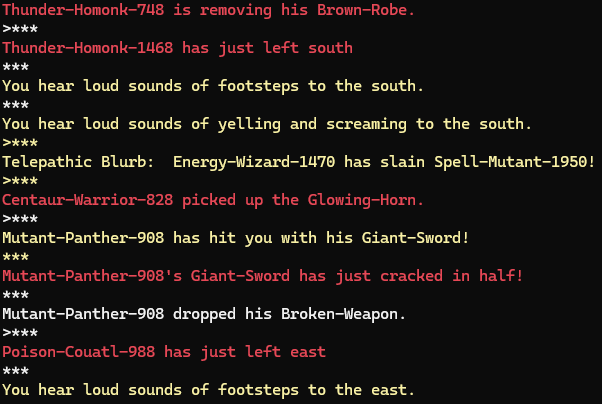 Thunder-Homonk-748 is removing his Brown-Robe.
>***
Thunder-Homonk-1468 has just left south
***
You hear loud sounds of footsteps to the south.
***
You hear loud sounds of yelling and screaming to the south.
>***
Telepathic Blurb:  Energy-Wizard-1470 has slain Spell-Mutant-1950!
>***
Centaur-Warrior-828 picked up the Glowing-Horn.
>***
Mutant-Panther-908 has hit you with his Giant-Sword!
***
Mutant-Panther-908's Giant-Sword has just cracked in half!
***
Mutant-Panther-908 dropped his Broken-Weapon.
>***
Poison-Couatl-988 has just left east
***
You hear loud sounds of footsteps to the east.